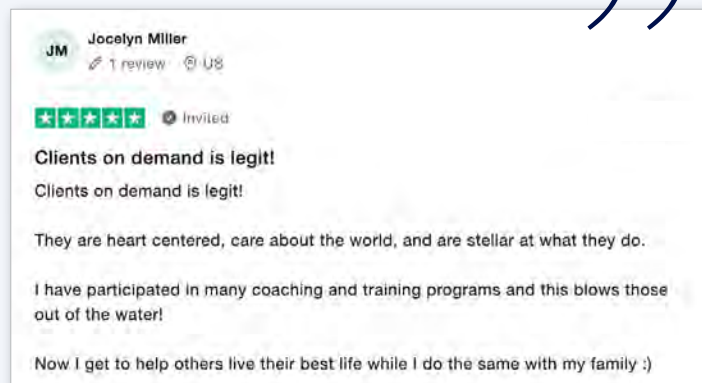 ”
JM
Jocelyn Miller
1 review US
Invited
Clients on demand is legit!
Clients on demand is legit!
They are heart centered, care about the world, and are stellar at what they do.
I have participated in many coaching and training programs and this blows those
out of the water!
Now I get to help others live their best life while I do the same with my family :)